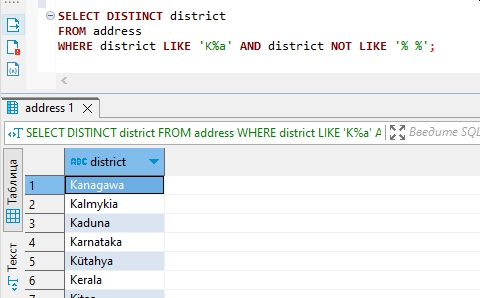 SELECT DISTINCT district
FROM address
WHERE district LIKE 'K%a' AND district NOT LIKE '% %';
address 1
SELECT DISTINCT district FROM address WHERE district LIKE 'K%a' A
Введите SQL
Таблица
Текст
ABC district
1 Kanagawa
2 Kalmykia
3 Kaduna
4 Karnataka
5 Kütahya
6 Kerala